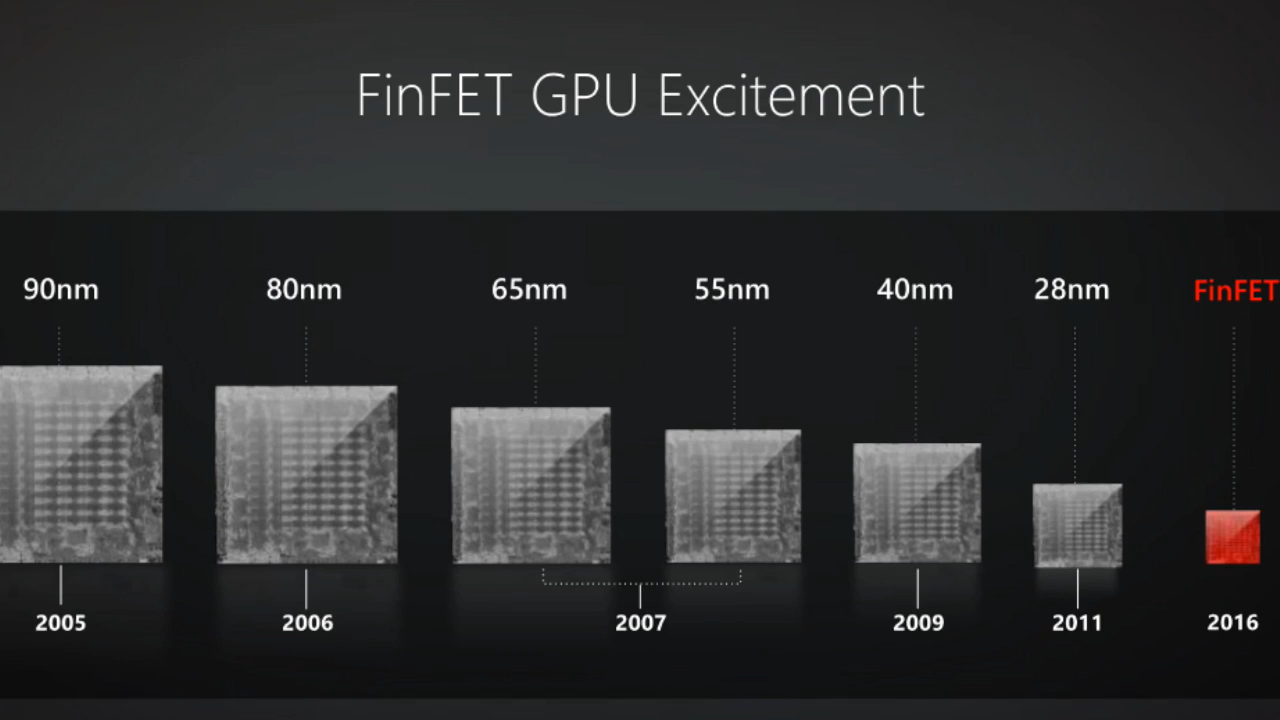 FinFET GPU Excitement
90nm
80nm
65nm
55nm
40nm
28nm
FinFET
2005
2006
2007
2009
2011
2016